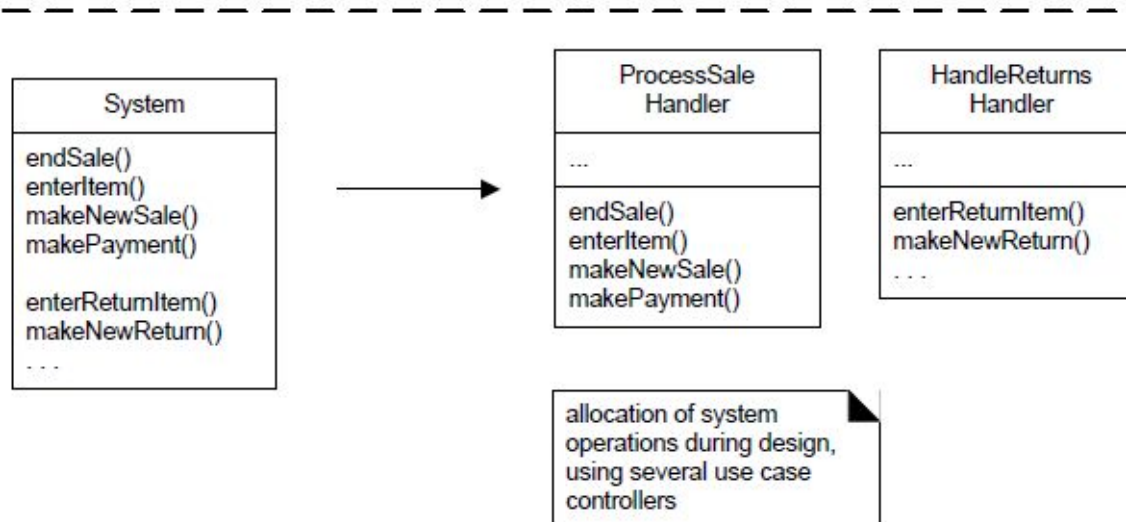 System
endSale()
enterItem()
makeNewSale()
makePayment()
enterReturnItem()
makeNewReturn()
. . .
ProcessSale
Handler
...
endSale()
enterItem()
makeNewSale()
makePayment()
HandleReturns
Handler
...
enterReturnItem()
makeNewReturn()
. . .
allocation of system
operations during design,
using several use case
controllers